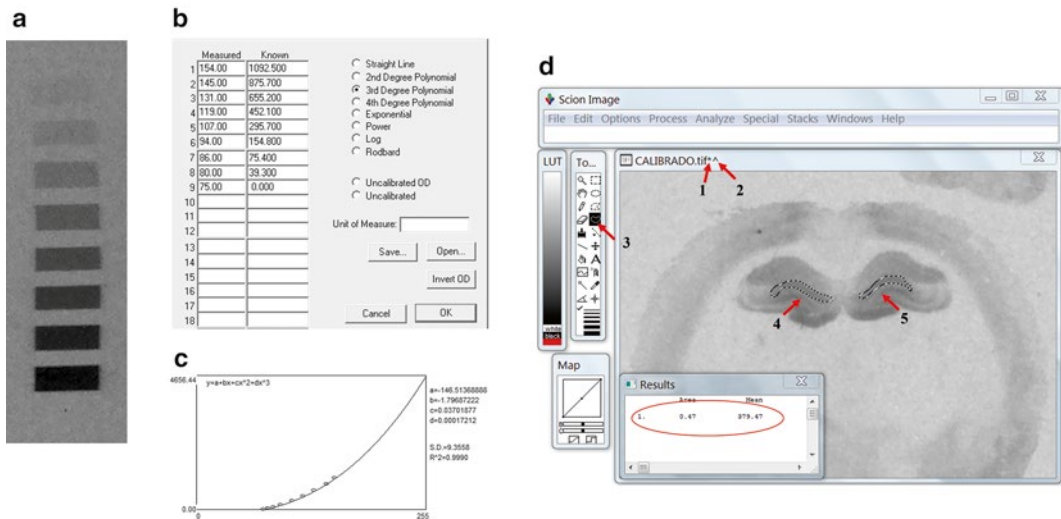 a
b
Measured Known
1 154.00 1092.500
2 145.00 875.700
3 131.00 655.200
4 119.00 452.100
5 107.00 295.700
6 94.00 154.800
7 86.00 75.400
8 80.00 39.300
9 75.00 0.000
10
11
12
13
14
15
16
17
18
Straight Line
2nd Degree Polynomial
3rd Degree Polynomial
4th Degree Polynomial
Exponential
Power
Log
Rodbard
Uncalibrated OD
Uncalibrated
Unit of Measure:
Save... Open...
Invert OD
Cancel OK
c
4656.44
y=a+bx+cx^2+dx^3
a=-146.51368888
b=-1.79687222
c=0.03701877
d=0.00017212
S.D.=9.3558
R^2=0.9990
0.00
0 255
d
Scion Image
File Edit Options Process Analyze Special Stacks Windows Help
LUT
To...
CALIBRADO.tif*^
1 2
3
4 5
white
black
A
Map
Results
Area Mean
1. 0.47 379.47